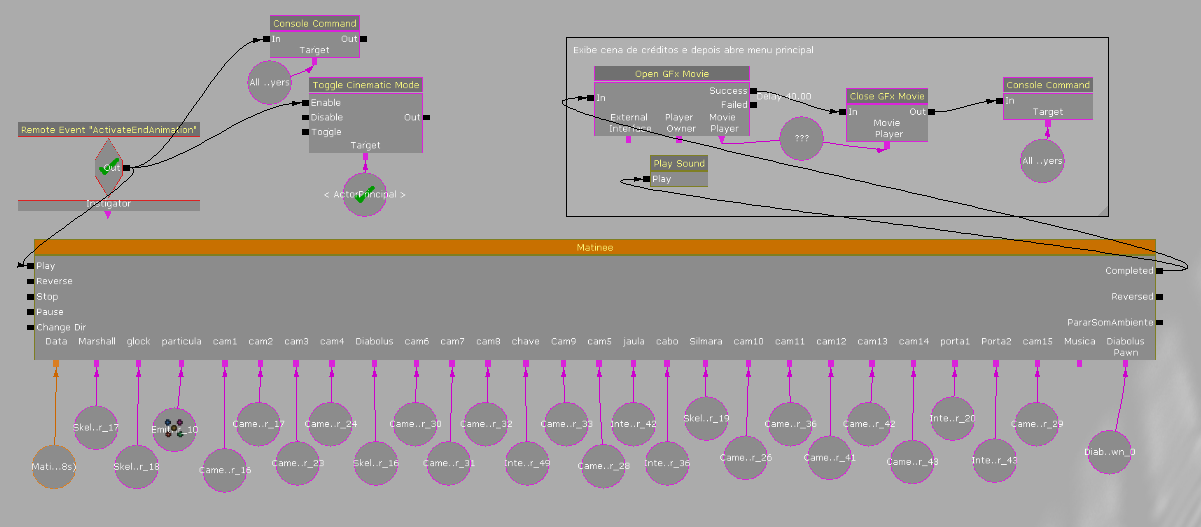 Console Command
In Out
Target
All ..yers
Toggle Cinematic Mode
Enable
Disable Out
Toggle
Target
< ActorPrincipal >
Remote Event "ActivateEndAnimation"
Out
Instigator
Exibe cena de créditos e depois abre menu principal
Open GFx Movie
In Success
Failed
External Interface
Player Owner
Movie Player
Delay 40.00
Close GFx Movie
In Out
Movie Player
???
Console Command
In
Target
All ..yers
Play Sound
Play
Matinee
Play Completed
Reverse Reversed
Stop
Pause PararSomAmbiente
Change Dir
Data Marshall glock particula cam1 cam2 cam3 cam4 Diabolus cam6 cam7 cam8 chave Cam9 cam5 jaula cabo Silmara cam10 cam11 cam12 cam13 cam14 porta1 Porta2 cam15 Musica Diabolus
Pawn
Skel..r_17 Came..r_17 Came..r_24 Came..r_30 Came..r_32 Came..r_33 Inte..r_42 Skel..r_19 Came..r_36 Came..r_42 Inte..r_20 Came..r_29
Mati...8s) Skel..r_18 Came..r_16 Came..r_23 Skel..r_16 Came..r_31 Inte..r_49 Came..r_28 Inte..r_36 Came..r_26 Came..r_41 Came..r_43 Inte..r_43 Diab..wn_0